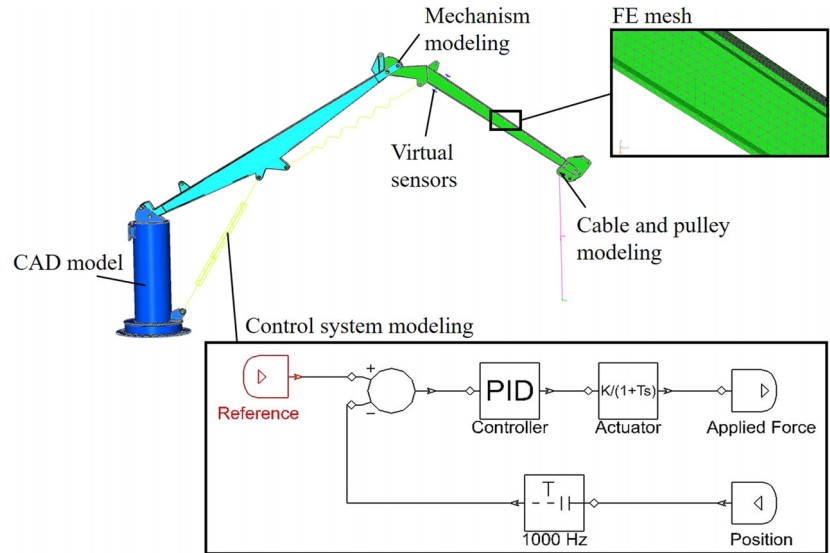 Mechanism
modeling
FE mesh
Virtual
sensors
Cable and pulley
modeling
CAD model
Control system modeling
+
−
PID
K/(1+Ts)
Reference
Controller
Actuator
Applied Force
T
1000 Hz
Position